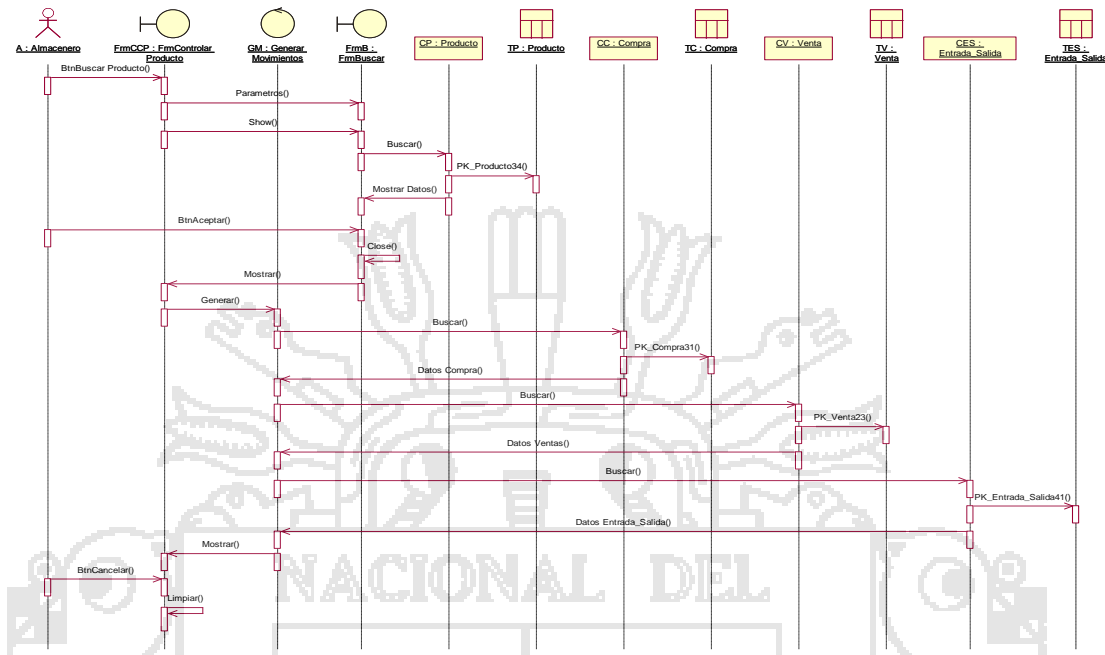 A : Almacenero
FrmCCP : FrmControlar
Producto
GM : Generar
Movimientos
FrmB :
FrmBuscar
CP : Producto
TP : Producto
CC : Compra
TC : Compra
CV : Venta
TV :
Venta
CES :
Entrada_Salida
TES :
Entrada_Salida
BtnBuscar Producto()
Parametros()
Show()
Buscar()
PK_Producto34()
Mostrar Datos()
BtnAceptar()
Close()
Mostrar()
Generar()
Buscar()
PK_Compra31()
Datos Compra()
Buscar()
PK_Venta23()
Datos Ventas()
Buscar()
PK_Entrada_Salida41()
Datos Entrada_Salida()
Mostrar()
BtnCancelar()
Limpiar()
NACIONAL DEL